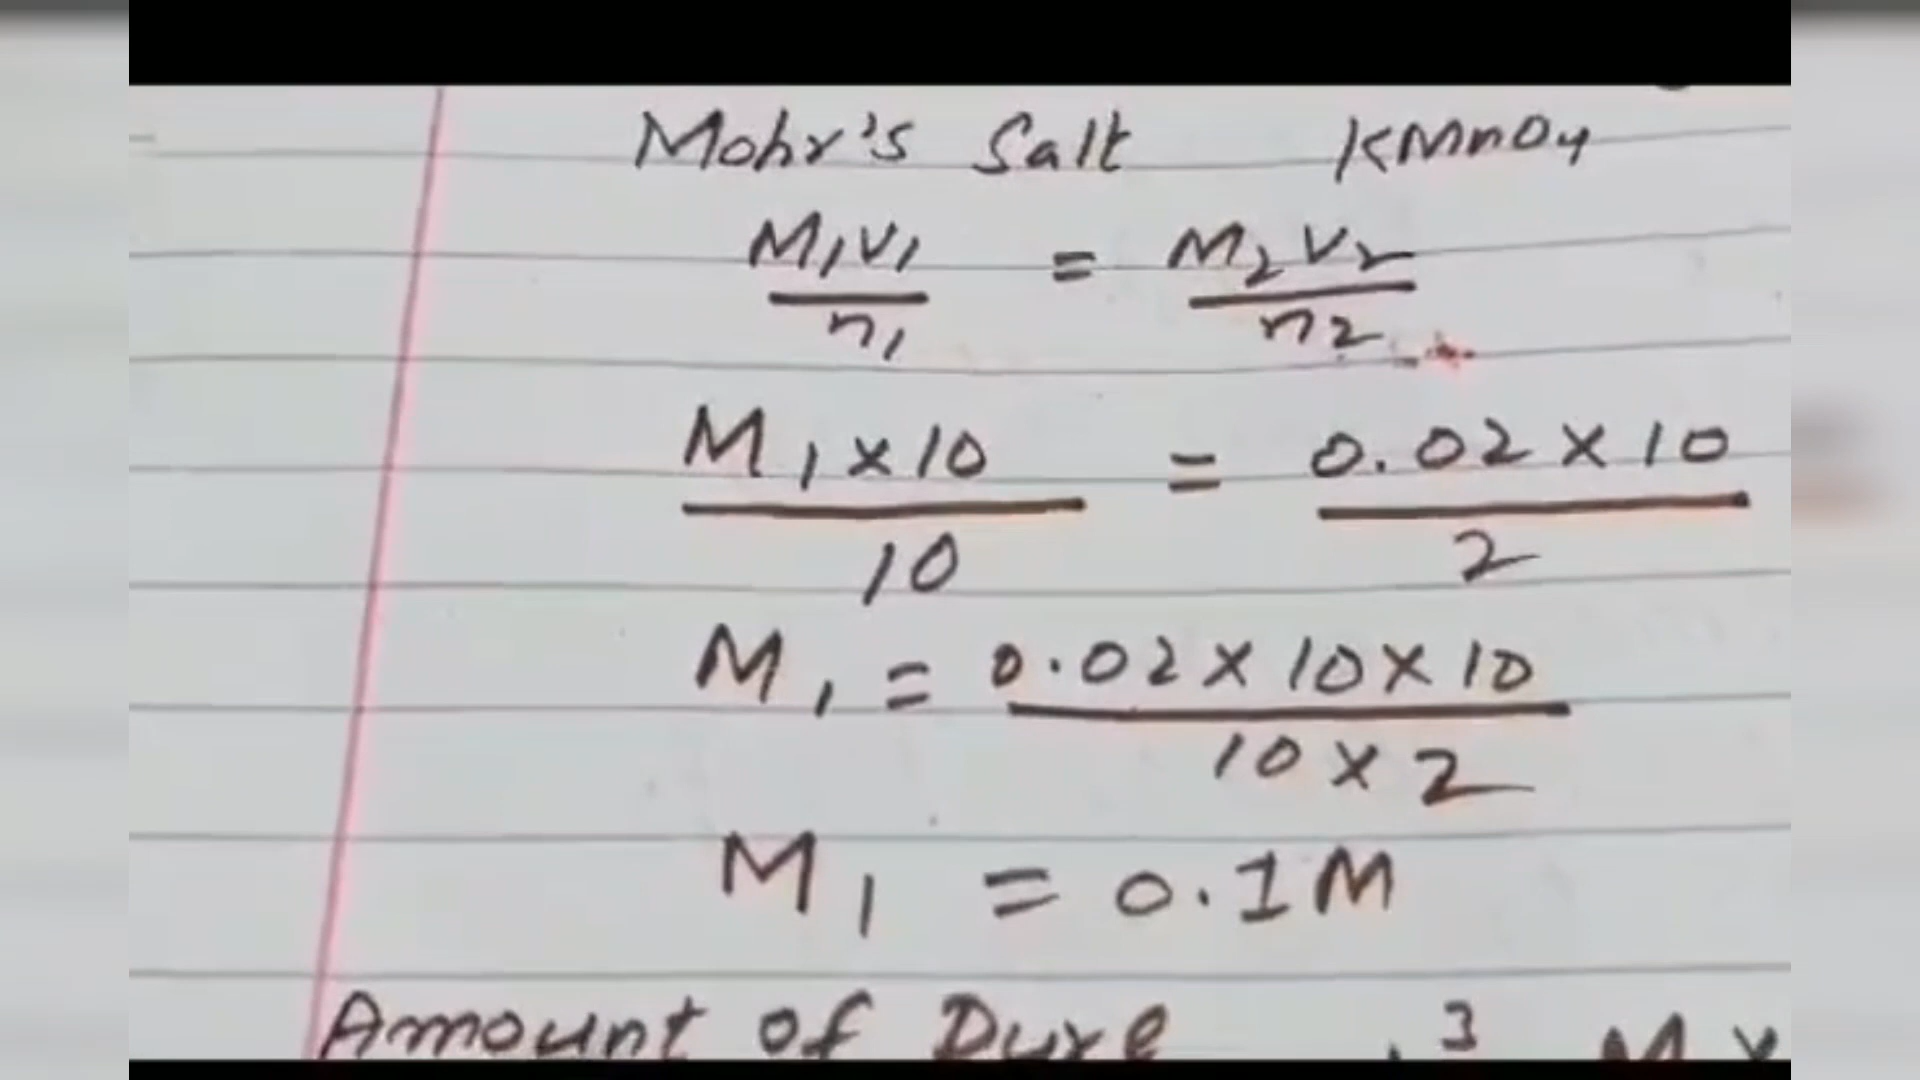 Mohr's Salt KMnO4
M1V1 / n1 = M2V2 / n2
M1 x 10 / 10 = 0.02 x 10 / 2
M1 = 0.02 x 10 x 10 / 10 x 2
M1 = 0.1M
Amount of